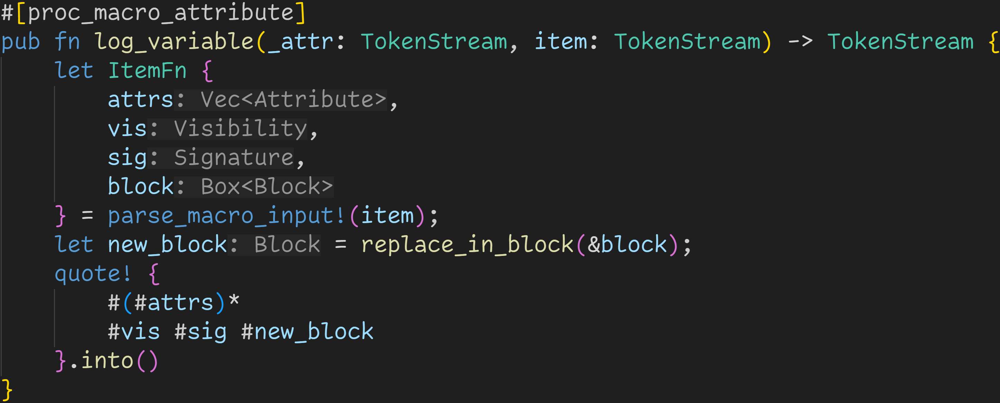 #[proc_macro_attribute]
pub fn log_variable(_attr: TokenStream, item: TokenStream) -> TokenStream {
    let ItemFn {
        attrs: Vec<Attribute>,
        vis: Visibility,
        sig: Signature,
        block: Box<Block>
    } = parse_macro_input!(item);
    let new_block: Block = replace_in_block(&block);
    quote! {
        #(#attrs)*
        #vis #sig #new_block
    }.into()
}